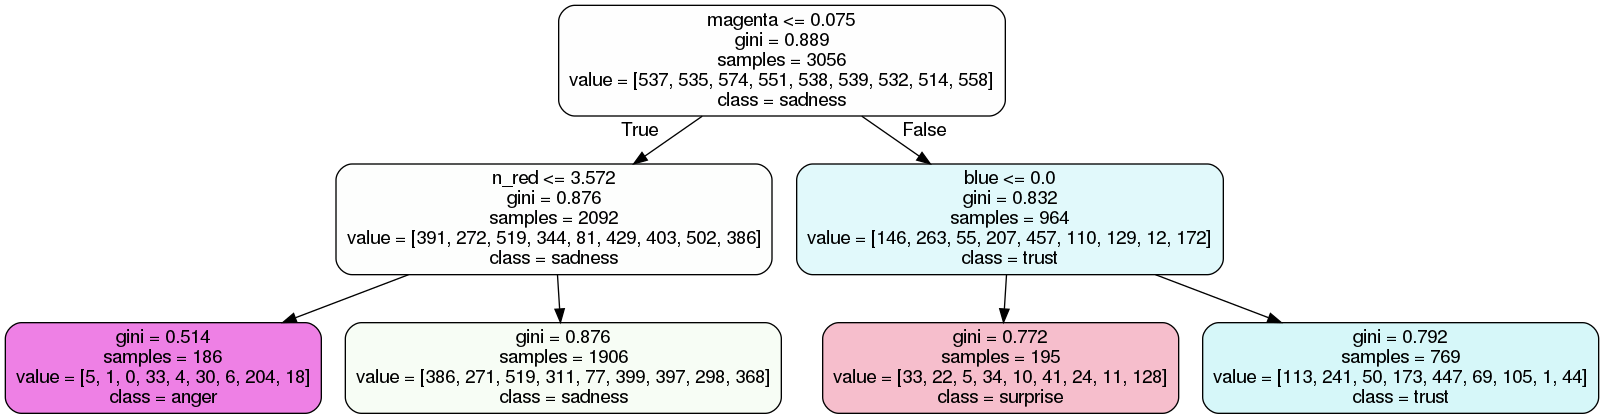 magenta <= 0.075
gini = 0.889
samples = 3056
value = [537, 535, 574, 551, 538, 539, 532, 514, 558]
class = sadness
True
False
n_red <= 3.572
gini = 0.876
samples = 2092
value = [391, 272, 519, 344, 81, 429, 403, 502, 386]
class = sadness
blue <= 0.0
gini = 0.832
samples = 964
value = [146, 263, 55, 207, 457, 110, 129, 12, 172]
class = trust
gini = 0.514
samples = 186
value = [5, 1, 0, 33, 4, 30, 6, 204, 18]
class = anger
gini = 0.876
samples = 1906
value = [386, 271, 519, 311, 77, 399, 397, 298, 368]
class = sadness
gini = 0.772
samples = 195
value = [33, 22, 5, 34, 10, 41, 24, 11, 128]
class = surprise
gini = 0.792
samples = 769
value = [113, 241, 50, 173, 447, 69, 105, 1, 44]
class = trust